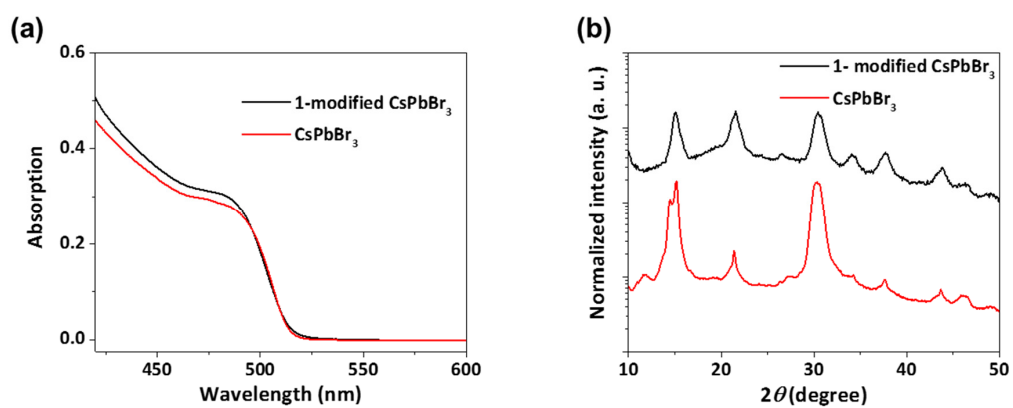 (a)
0.6
0.4
0.2
0.0
Absorption
1-modified CsPbBr₃
CsPbBr₃
450
500
550
600
Wavelength (nm)
(b)
Normalized intensity (a. u.)
1- modified CsPbBr₃
CsPbBr₃
10
20
30
40
50
2θ (degree)